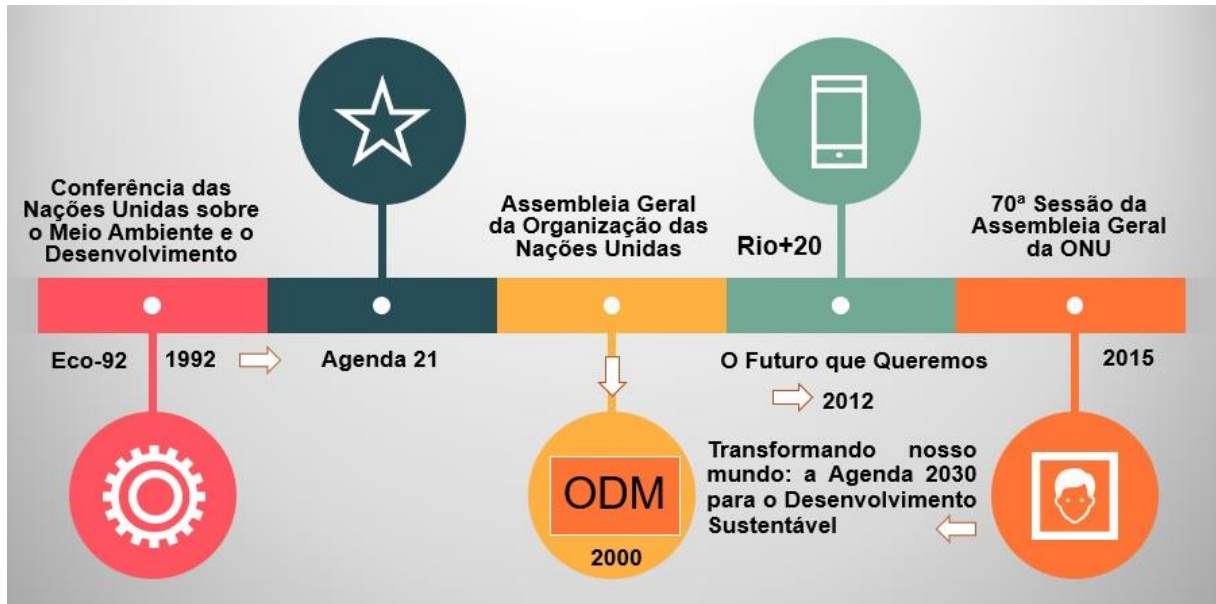 Conferência das
Nações Unidas sobre
o Meio Ambiente e o
Desenvolvimento
Eco-92
1992
Agenda 21
Assembleia Geral
da Organização das
Nações Unidas
ODM
2000
Rio+20
O Futuro que Queremos
2012
70ª Sessão da
Assembleia Geral
da ONU
2015
Transformando nosso
mundo: a Agenda 2030
para o Desenvolvimento
Sustentável